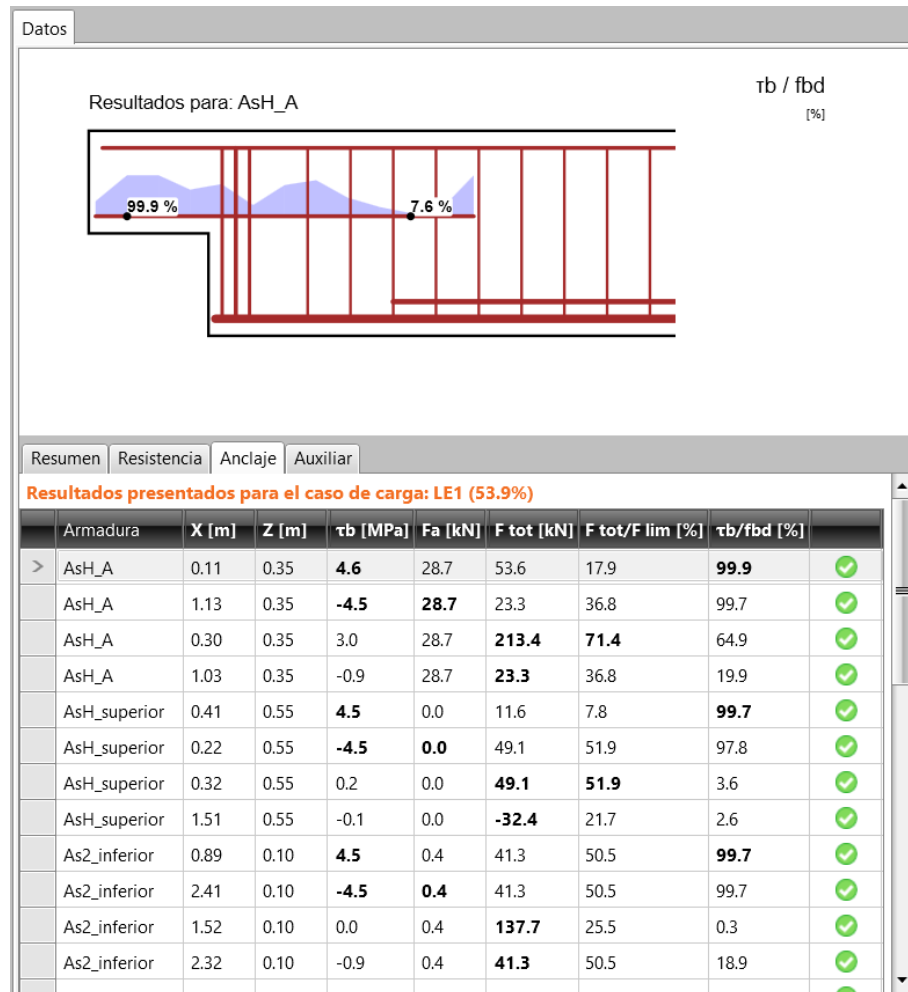 Datos
τb / fbd
[%]
Resultados para: AsH_A
99.9 %
7.6 %
Resumen Resistencia Anclaje Auxiliar
Resultados presentados para el caso de carga: LE1 (53.9%)
Armadura X [m] Z [m] τb [MPa] Fa [kN] F tot [kN] F tot/F lim [%] τb/fbd [%]
> AsH_A 0.11 0.35 4.6 28.7 53.6 17.9 99.9
AsH_A 1.13 0.35 -4.5 28.7 23.3 36.8 99.7
AsH_A 0.30 0.35 3.0 28.7 213.4 71.4 64.9
AsH_A 1.03 0.35 -0.9 28.7 23.3 36.8 19.9
AsH_superior 0.41 0.55 4.5 0.0 11.6 7.8 99.7
AsH_superior 0.22 0.55 -4.5 0.0 49.1 51.9 97.8
AsH_superior 0.32 0.55 0.2 0.0 49.1 51.9 3.6
AsH_superior 1.51 0.55 -0.1 0.0 -32.4 21.7 2.6
As2_inferior 0.89 0.10 4.5 0.4 41.3 50.5 99.7
As2_inferior 2.41 0.10 -4.5 0.4 41.3 50.5 99.7
As2_inferior 1.52 0.10 0.0 0.4 137.7 25.5 0.3
As2_inferior 2.32 0.10 -0.9 0.4 41.3 50.5 18.9